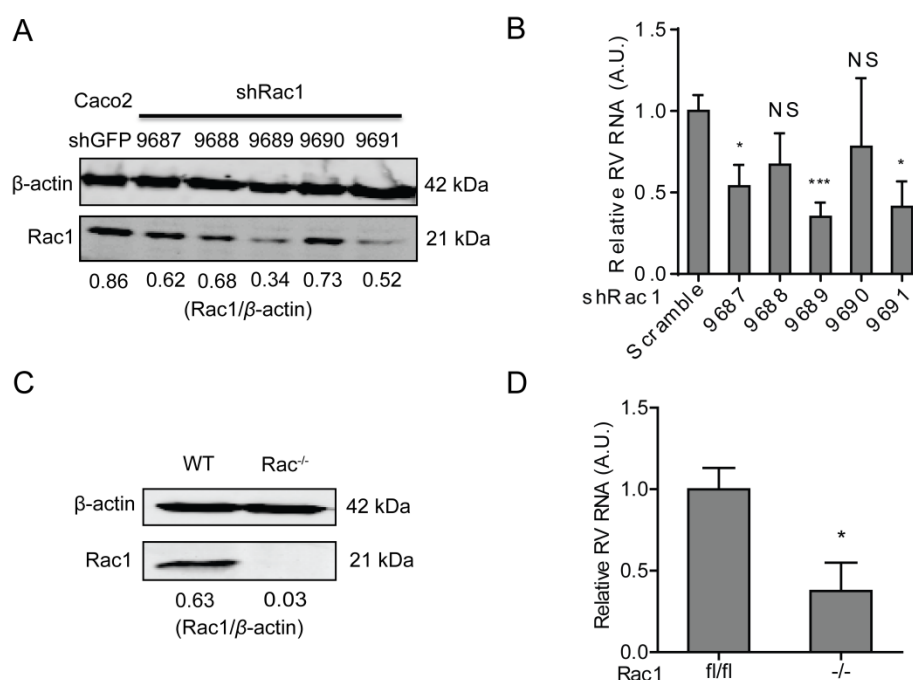 A
Caco2
shRac1
shGFP 9687 9688 9689 9690 9691
β-actin
42 kDa
Rac1
21 kDa
0.86 0.62 0.68 0.34 0.73 0.52
(Rac1/β-actin)
B
Relative RV RNA (A.U.)
1.5
1.0
0.5
0.0
*
NS
***
NS
*
shRac1
Scramble
9687
9688
9689
9690
9691
C
WT Rac-/-
β-actin
42 kDa
Rac1
21 kDa
0.63 0.03
(Rac1/β-actin)
D
Relative RV RNA (A.U.)
1.5
1.0
0.5
0.0
*
Rac1 fl/fl -/-